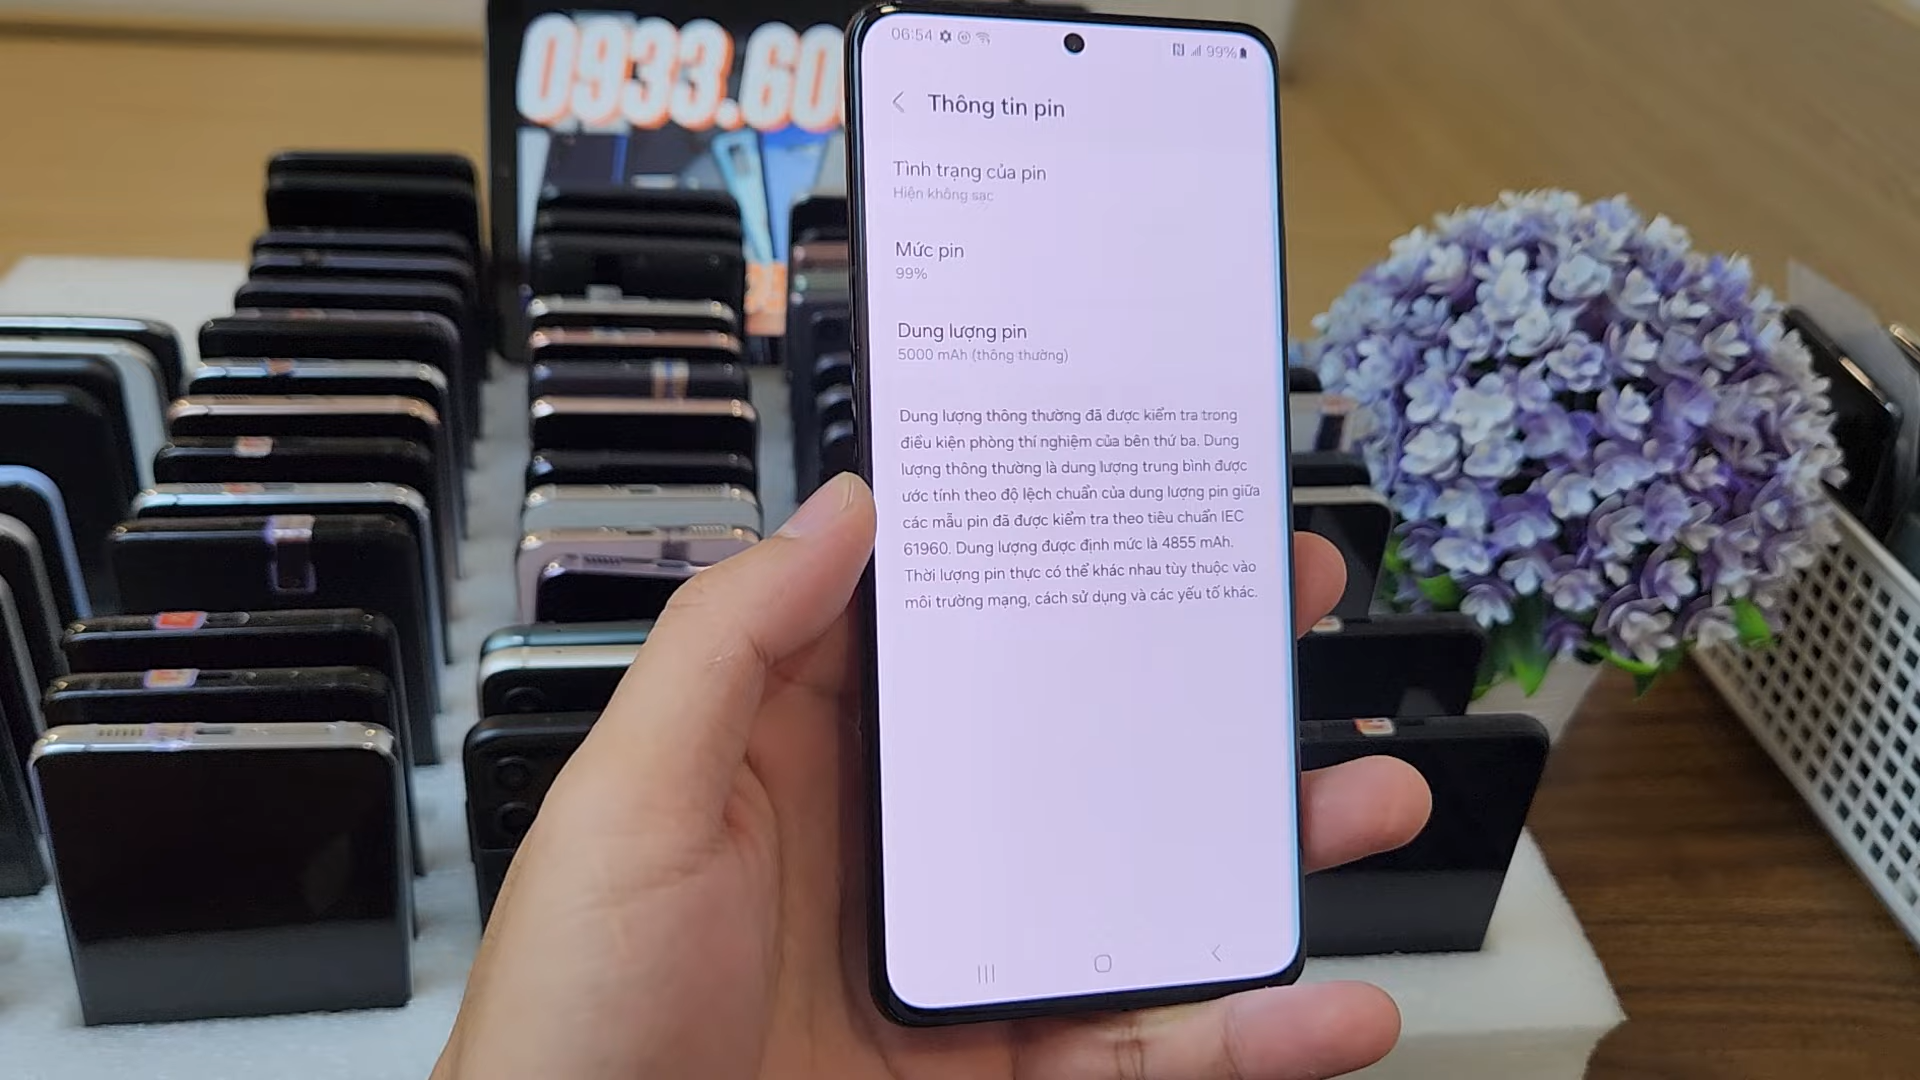 0933.60
06:54
99%
Thông tin pin
Tình trạng của pin
Hiện không sạc
Mức pin
99%
Dung lượng pin
5000 mAh (thông thường)
Dung lượng thông thường đã được kiểm tra trong
điều kiện phòng thí nghiệm của bên thứ ba. Dung
lượng thông thường là dung lượng trung bình được
ước tính theo độ lệch chuẩn của dung lượng pin giữa
các mẫu pin đã được kiểm tra theo tiêu chuẩn IEC
61960. Dung lượng được định mức là 4855 mAh.
Thời lượng pin thực có thể khác nhau tùy thuộc vào
môi trường mạng, cách sử dụng và các yếu tố khác.